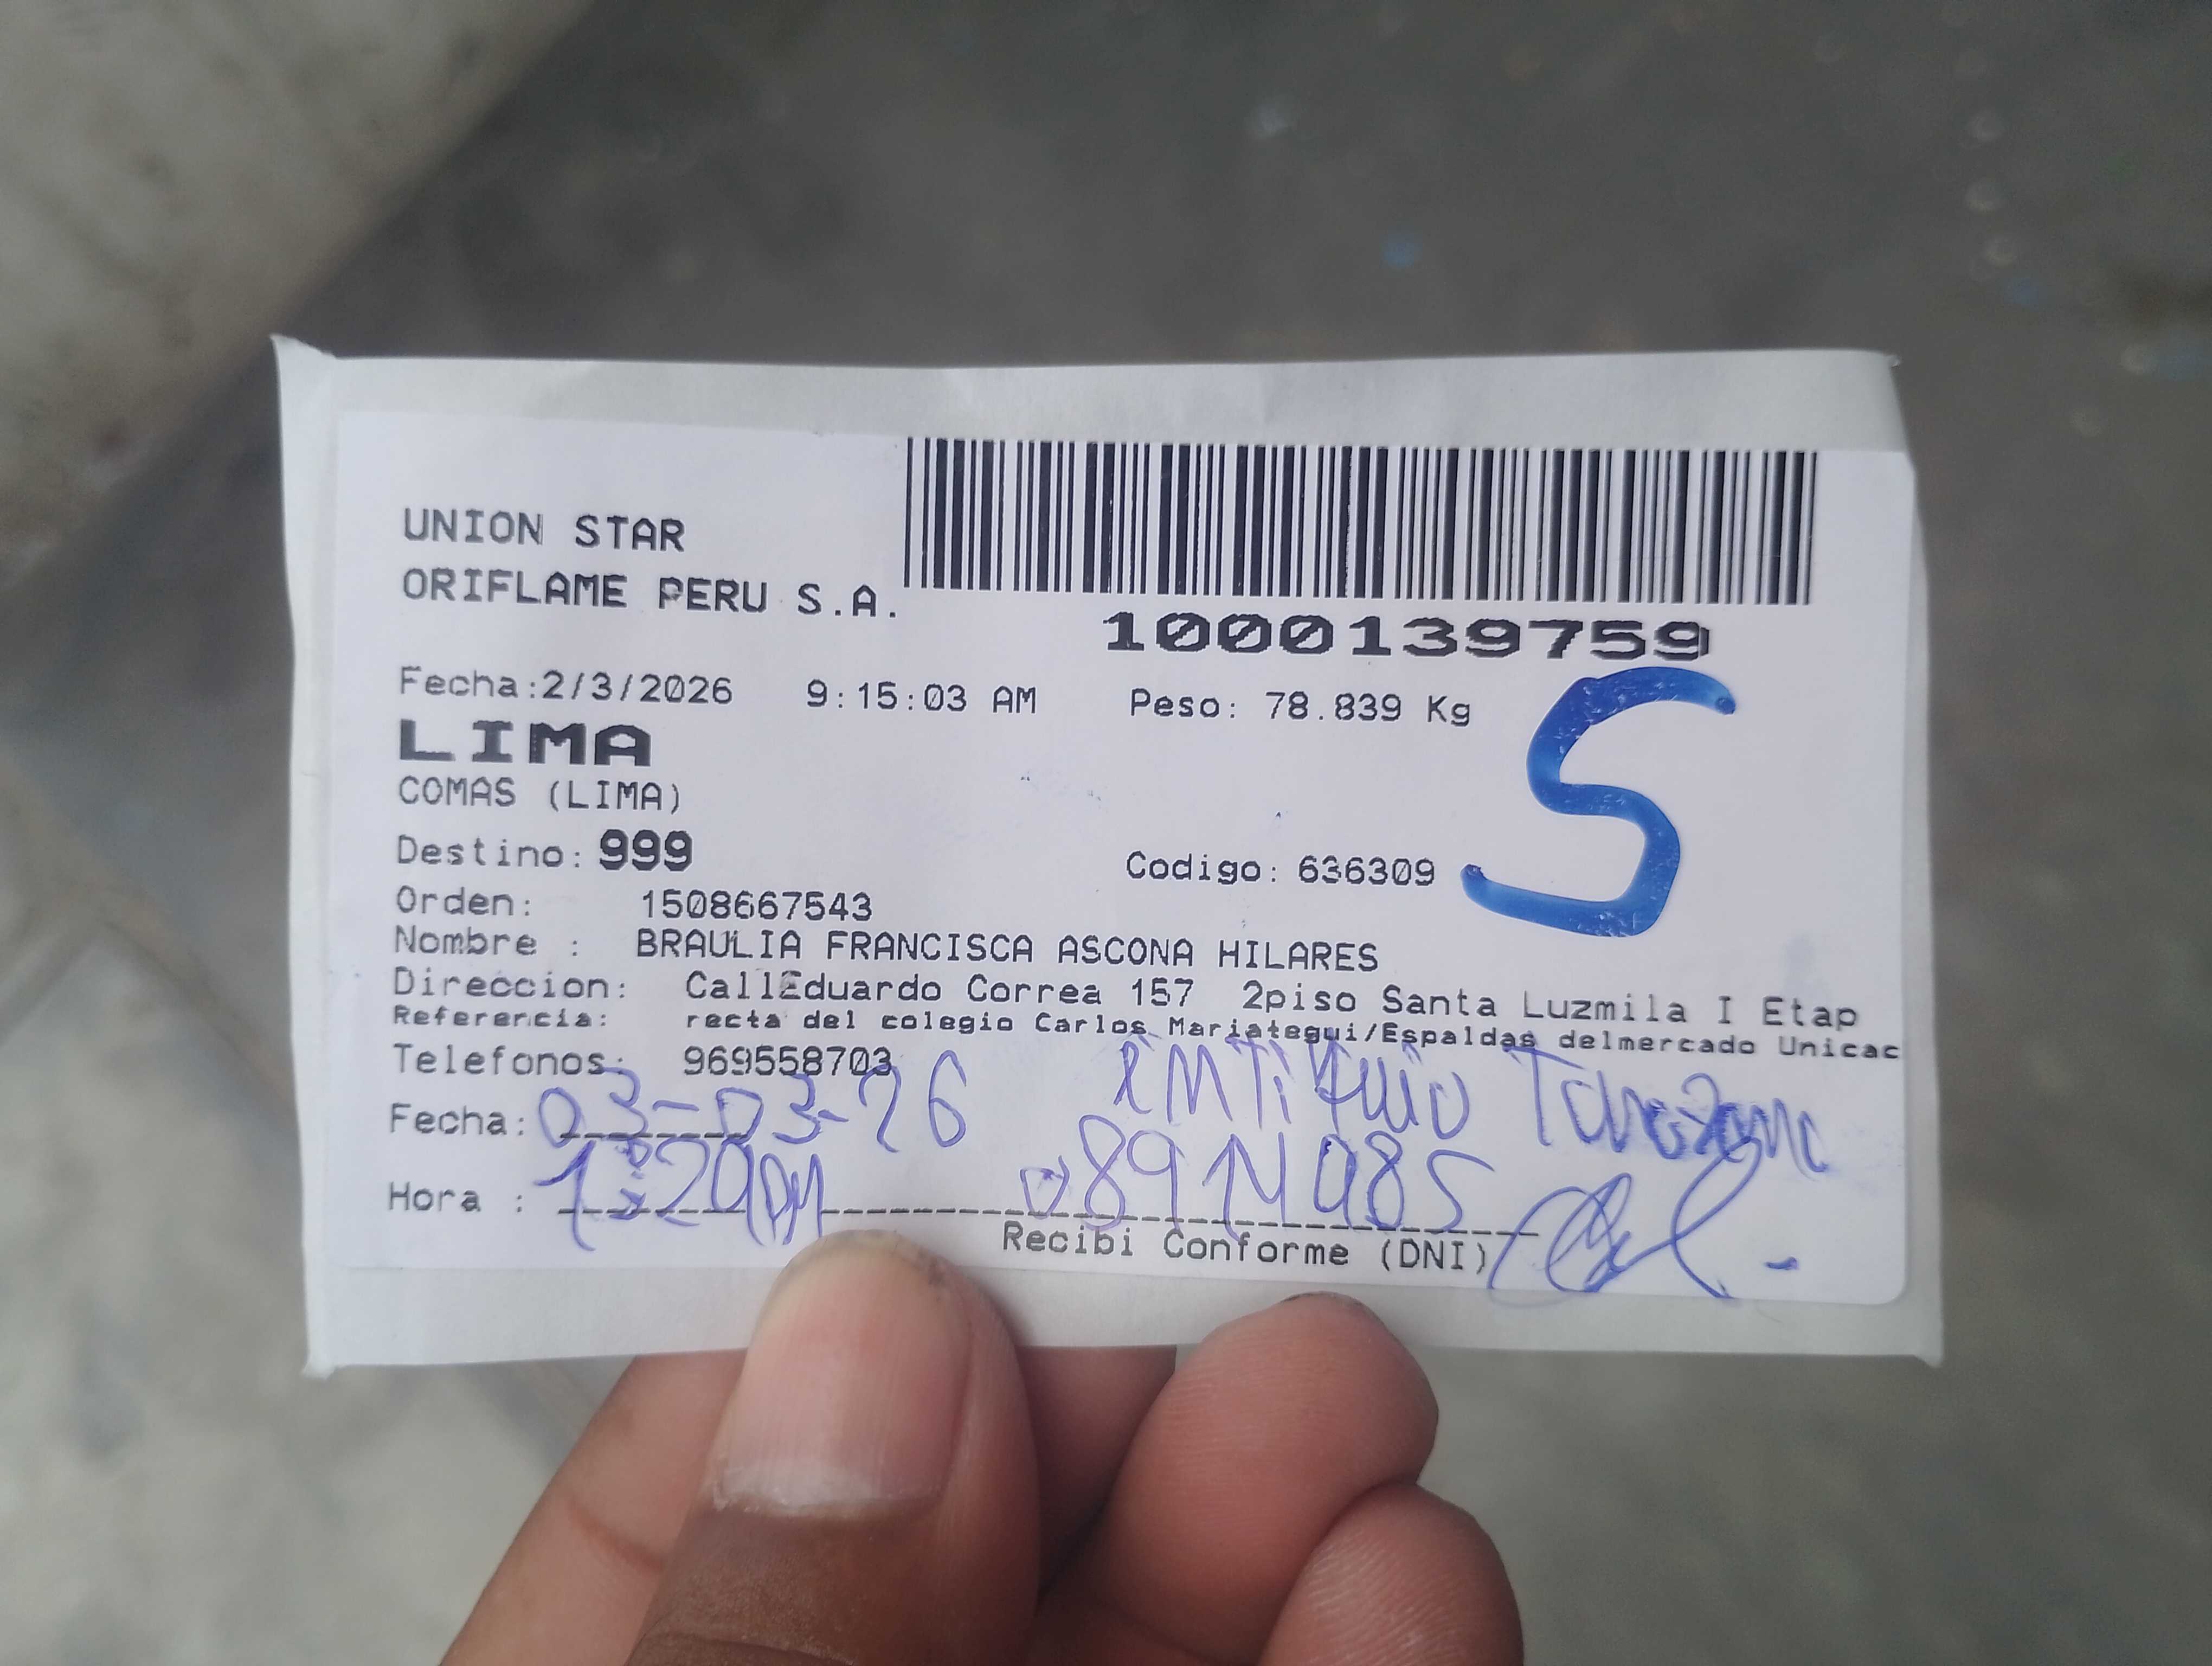 UNION STAR
ORIFLAME PERU S.A.
1000139759
Fecha:2/3/2026 9:15:03 AM Peso: 78.839 Kg
S
LIMA
COMAS (LIMA)
Destino: 999 Codigo: 636309
Orden: 1508667543
Nombre : BRAULIA FRANCISCA ASCONA HILARES
Direccion: CallEduardo Correa 157 2piso Santa Luzmila I Etap
Referencia: recta del colegio Carlos Mariategui/Espaldas delmercado Unicac
Telefonos: 969558703
Fecha: 03-03-26
Hora : 1:29PM
Recibi Conforme (DNI)